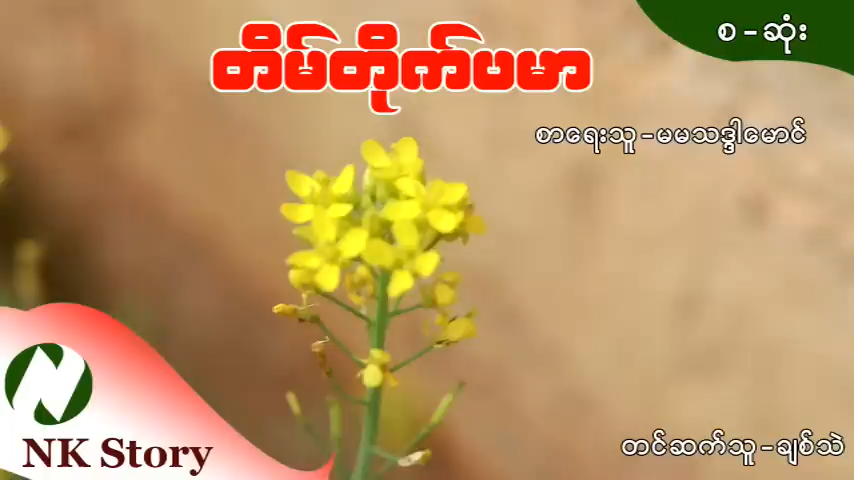 စ - ဆုံး
တိမ်တိုက်ပမာ
စာရေးသူ - မမသဒ္ဒါမောင်
NK Story
တင်ဆက်သူ - ချစ်သဲ